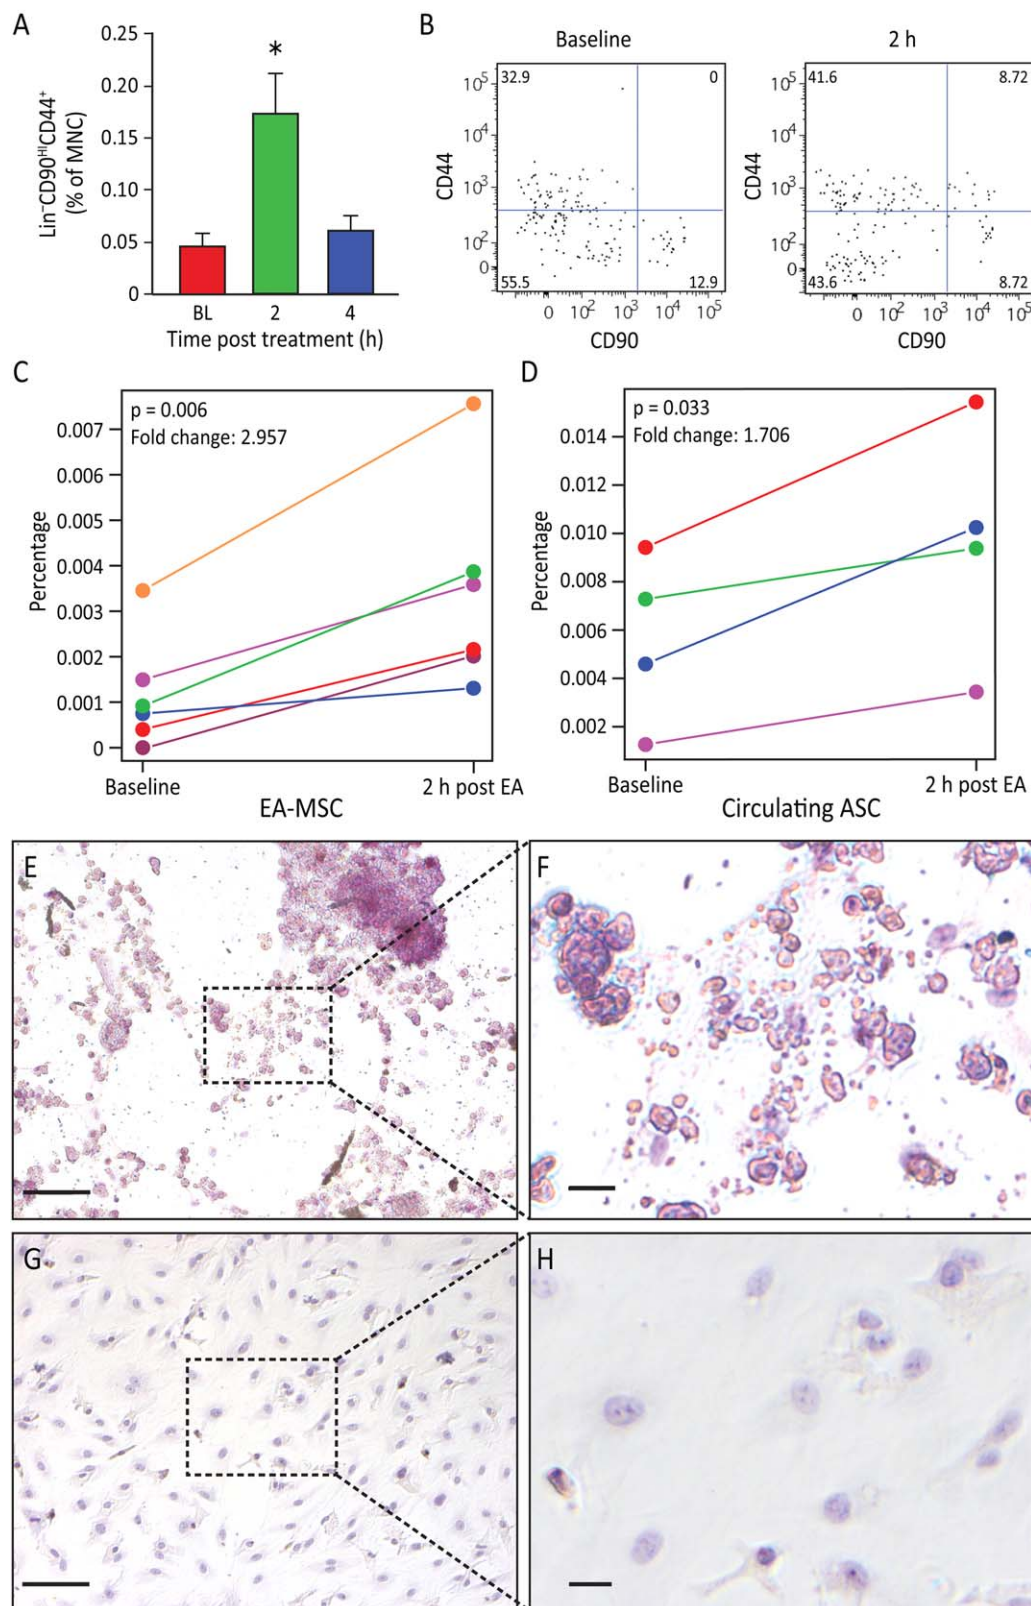 A
Lin⁻CD90ᴴᴵCD44⁺
(% of MNC)
0.25
0.20
0.15
0.10
0.05
0
*
BL
2
4
Time post treatment (h)
B
Baseline
CD44
10⁵
10⁴
10³
10²
0
32.9
0
55.5
12.9
0 10² 10³ 10⁴ 10⁵
CD90
2 h
CD44
10⁵
10⁴
10³
10²
0
41.6
8.72
43.6
8.72
0 10² 10³ 10⁴ 10⁵
CD90
C
p = 0.006
Fold change: 2.957
Percentage
0.007
0.006
0.005
0.004
0.003
0.002
0.001
0
Baseline
2 h post EA
EA-MSC
D
p = 0.033
Fold change: 1.706
Percentage
0.014
0.012
0.010
0.008
0.006
0.004
0.002
Baseline
2 h post EA
Circulating ASC
E
F
G
H